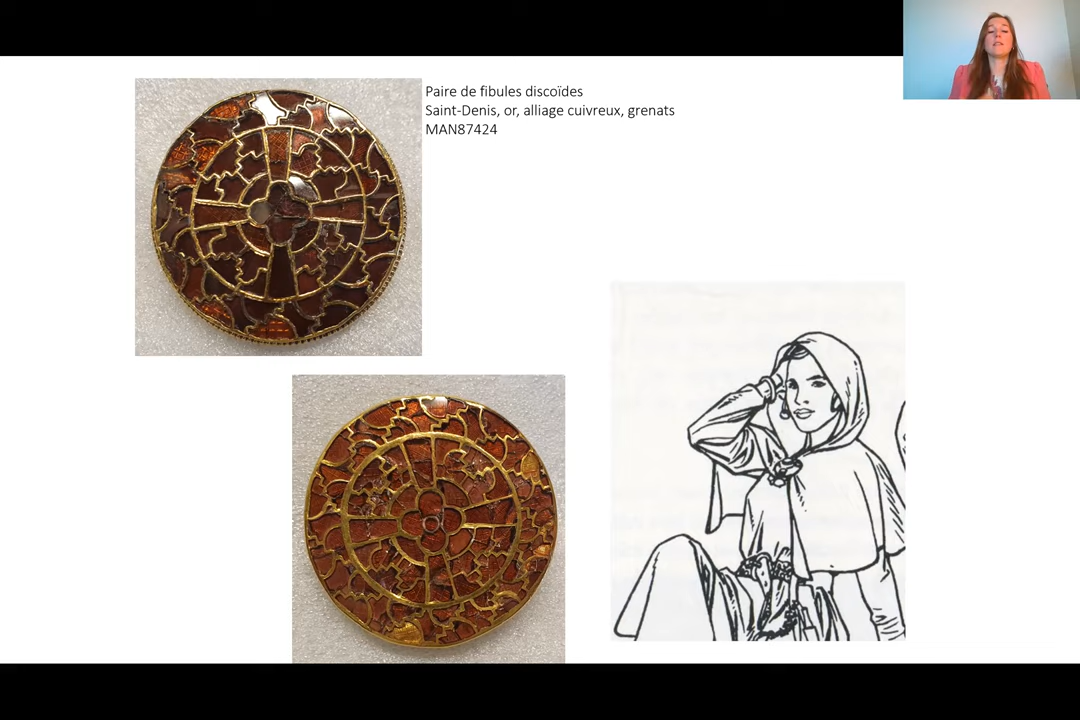 Paire de fibules discoïdes
Saint-Denis, or, alliage cuivreux, grenats
MAN87424